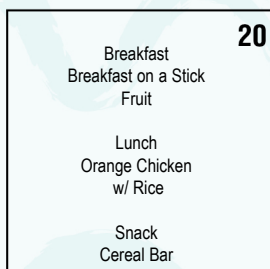 20
Breakfast
Breakfast on a Stick
Fruit
Lunch
Orange Chicken
w/ Rice
Snack
Cereal Bar